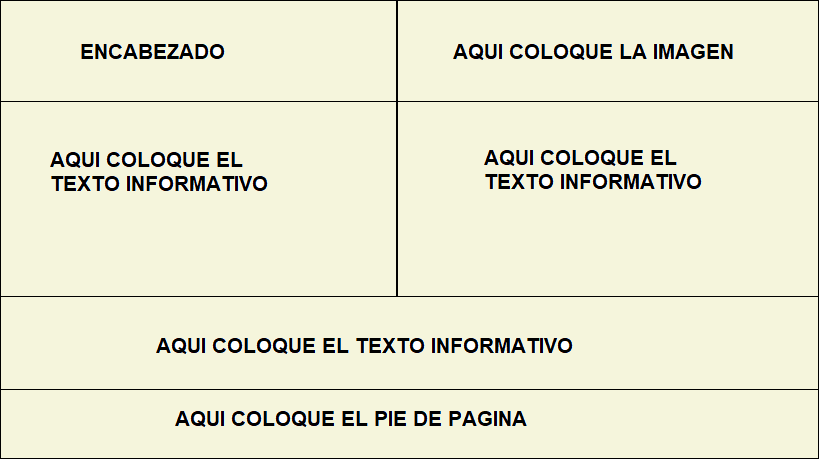 ENCABEZADO
AQUI COLOQUE LA IMAGEN
AQUI COLOQUE EL
TEXTO INFORMATIVO
AQUI COLOQUE EL
TEXTO INFORMATIVO
AQUI COLOQUE EL TEXTO INFORMATIVO
AQUI COLOQUE EL PIE DE PAGINA